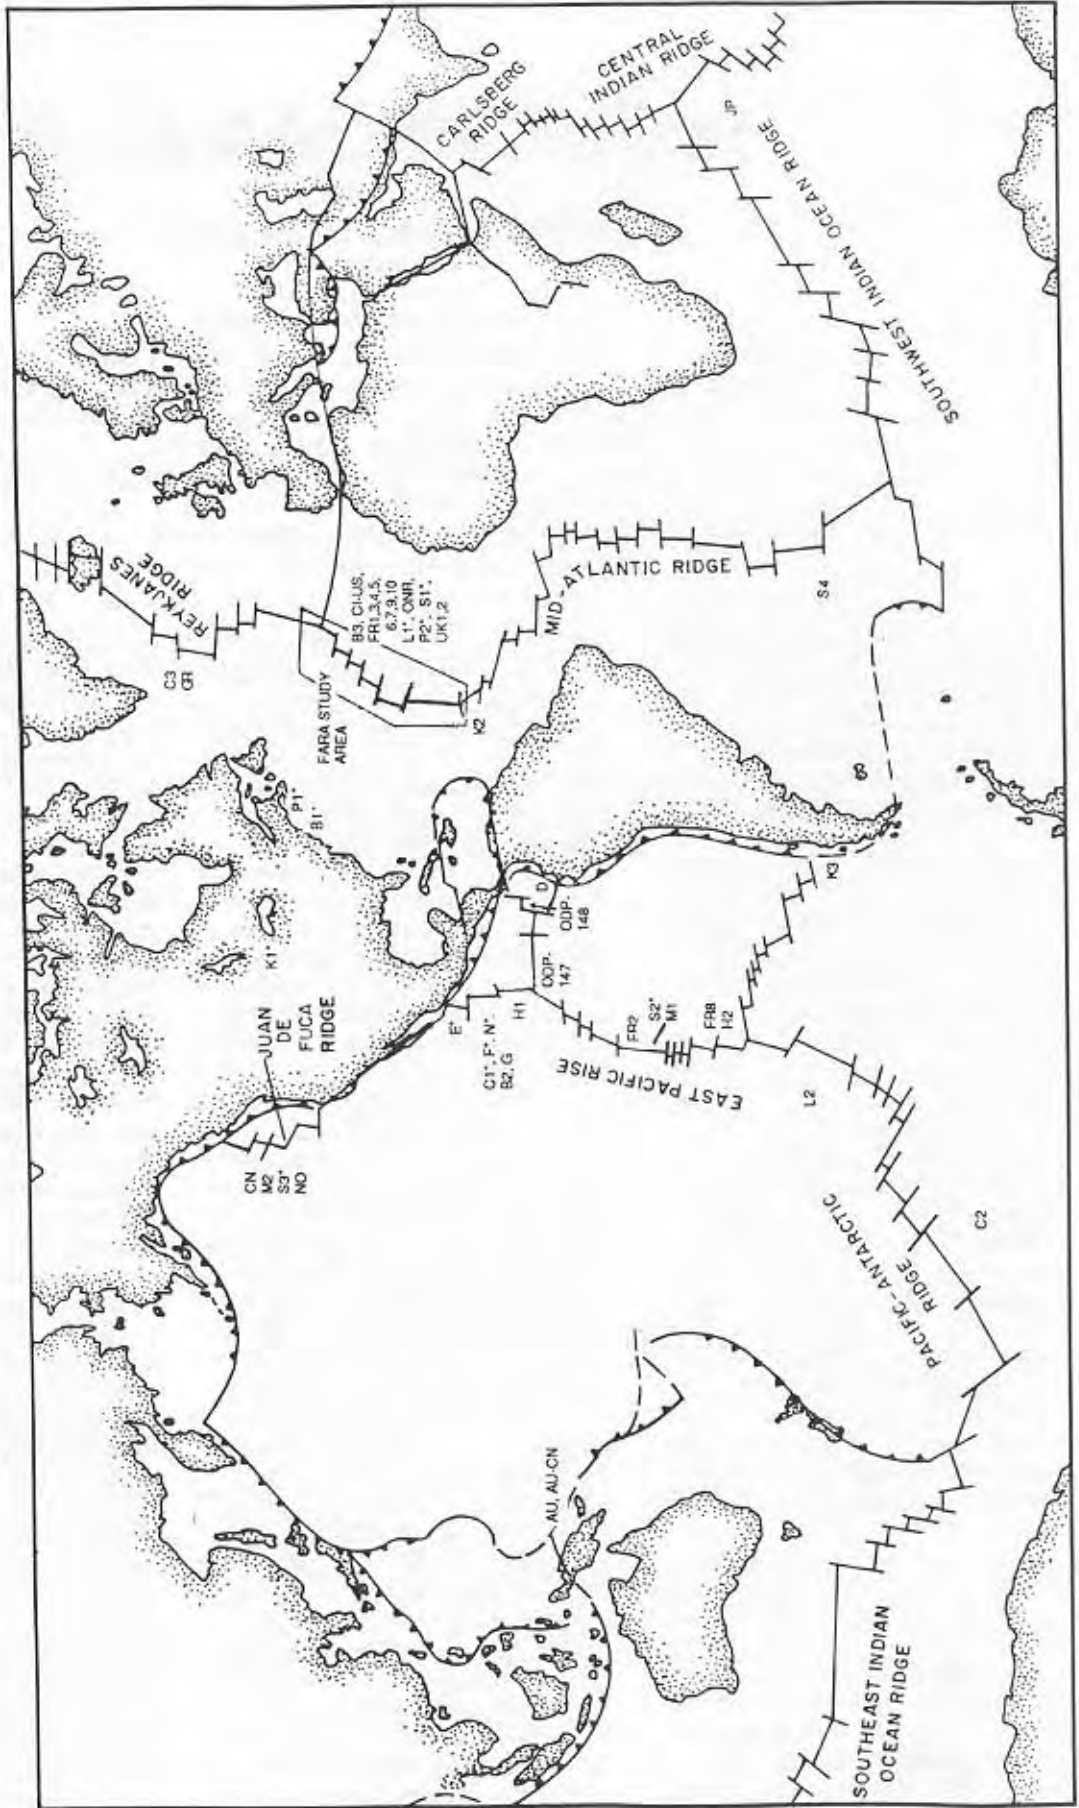 REYKJANES
RIDGE
C3
GR
FARA STUDY
AREA
B3, CI-US,
FR1,3,4,5,
6,7,9,10
L1*, ONR,
P2*, S1*,
UK1,2
K2
MID-ATLANTIC RIDGE
S4
CARLSBERG
RIDGE
CENTRAL
INDIAN RIDGE
SOUTHWEST INDIAN OCEAN RIDGE
P1*
B1*
K1*
JUAN
DE
FUCA
RIDGE
CN
M2
S3*
NO
E*
C1*, F*, N*
B2, G
H1
ODP-
147
D
ODP-
148
FR2
S2*
M1
FR8
H2
EAST PACIFIC RISE
K3
L2
C2
PACIFIC-ANTARCTIC
RIDGE
AU, AU-CN
SOUTHEAST INDIAN
OCEAN RIDGE